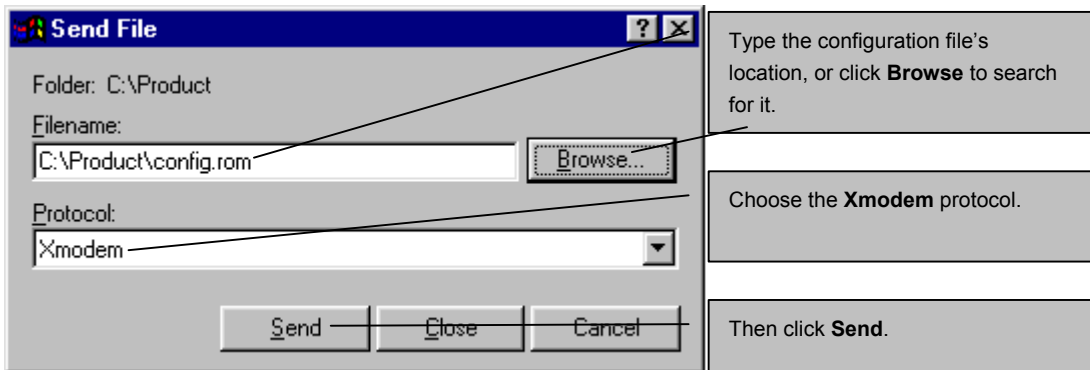 Send File
Folder: C:\Product
Filename:
C:\Product\config.rom
Browse...
Protocol:
Xmodem
Send
Close
Cancel
Type the configuration file’s
location, or click Browse to search
for it.
Choose the Xmodem protocol.
Then click Send.